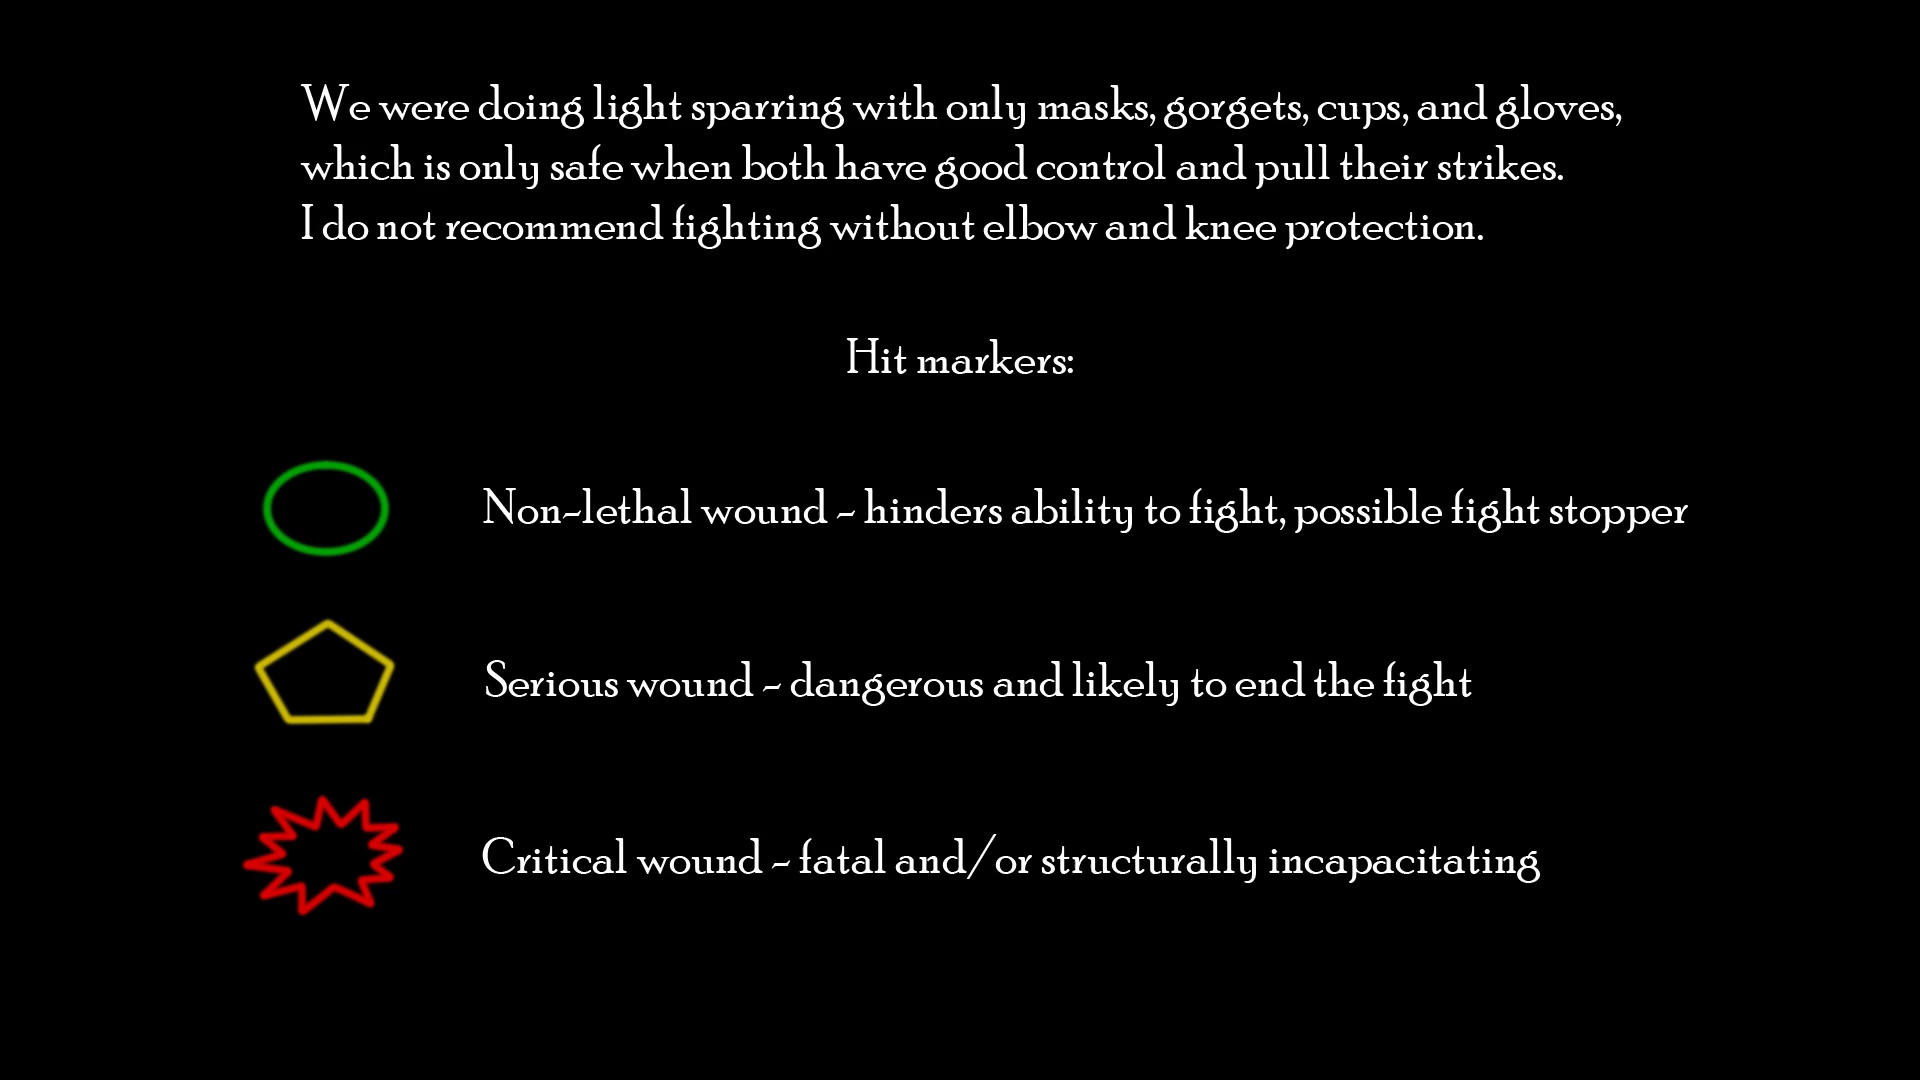 We were doing light sparring with only masks, gorgets, cups, and gloves,
which is only safe when both have good control and pull their strikes.
I do not recommend fighting without elbow and knee protection.
Hit markers:
Non-lethal wound - hinders ability to fight, possible fight stopper
Serious wound - dangerous and likely to end the fight
Critical wound - fatal and/or structurally incapacitating